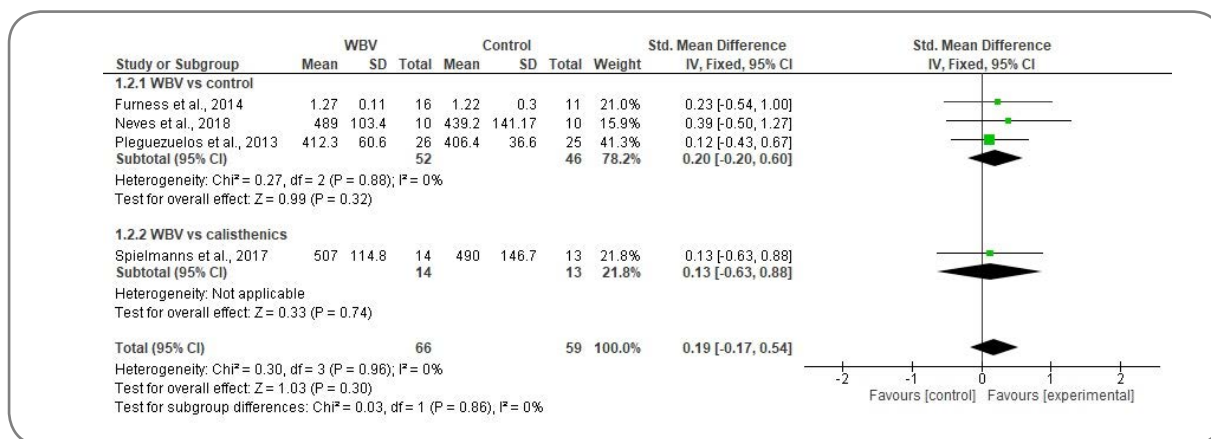 WBV Control Std. Mean Difference Std. Mean Difference
Study or Subgroup Mean SD Total Mean SD Total Weight IV, Fixed, 95% CI IV, Fixed, 95% CI
1.2.1 WBV vs control
Furness et al., 2014 1.27 0.11 16 1.22 0.3 11 21.0% 0.23 [-0.54, 1.00]
Neves et al., 2018 489 103.4 10 439.2 141.17 10 15.9% 0.39 [-0.50, 1.27]
Pleguezuelos et al., 2013 412.3 60.6 26 406.4 36.6 25 41.3% 0.12 [-0.43, 0.67]
Subtotal (95% CI) 52 46 78.2% 0.20 [-0.20, 0.60]
Heterogeneity: Chi² = 0.27, df = 2 (P = 0.88); I² = 0%
Test for overall effect: Z = 0.99 (P = 0.32)
1.2.2 WBV vs calisthenics
Spielmanns et al., 2017 507 114.8 14 490 146.7 13 21.8% 0.13 [-0.63, 0.88]
Subtotal (95% CI) 14 13 21.8% 0.13 [-0.63, 0.88]
Heterogeneity: Not applicable
Test for overall effect: Z = 0.33 (P = 0.74)
Total (95% CI) 66 59 100.0% 0.19 [-0.17, 0.54]
Heterogeneity: Chi² = 0.30, df = 3 (P = 0.96); I² = 0%
Test for overall effect: Z = 1.03 (P = 0.30)
Test for subgroup differences: Chi² = 0.03, df = 1 (P = 0.86), I² = 0%
-2 -1 0 1 2
Favours [control] Favours [experimental]